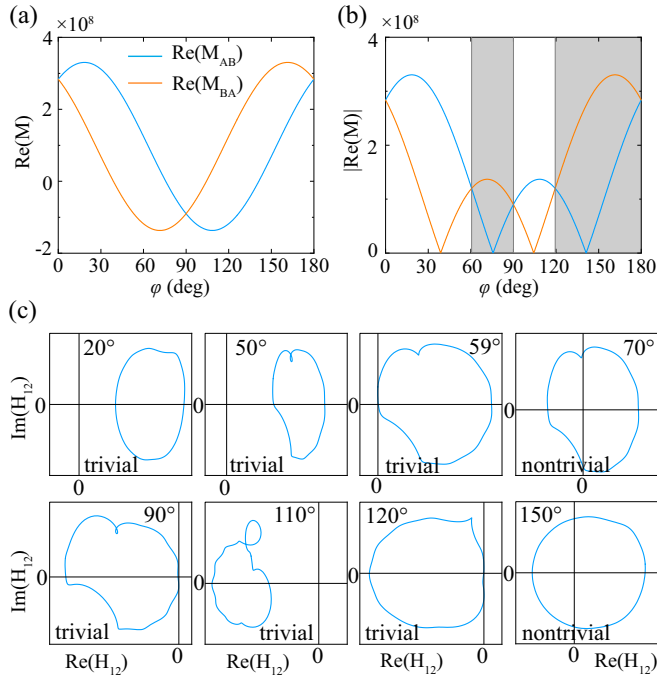 (a)
(b)
×10⁸
×10⁸
4
4
Re(M_AB)
Re(M_BA)
Re(M)
|Re(M)|
2
2
0
-2
0
0 30 60 90 120 150 180
0 30 60 90 120 150 180
φ (deg)
φ (deg)
(c)
20° 50° 59° 70°
Im(H₁₂)
0 0 0 0
trivial trivial trivial nontrivial
0 0 0 0
90° 110° 120° 150°
Im(H₁₂)
0 0 0 0
trivial trivial trivial nontrivial
0 0 0 0
Re(H₁₂) Re(H₁₂) Re(H₁₂) Re(H₁₂)